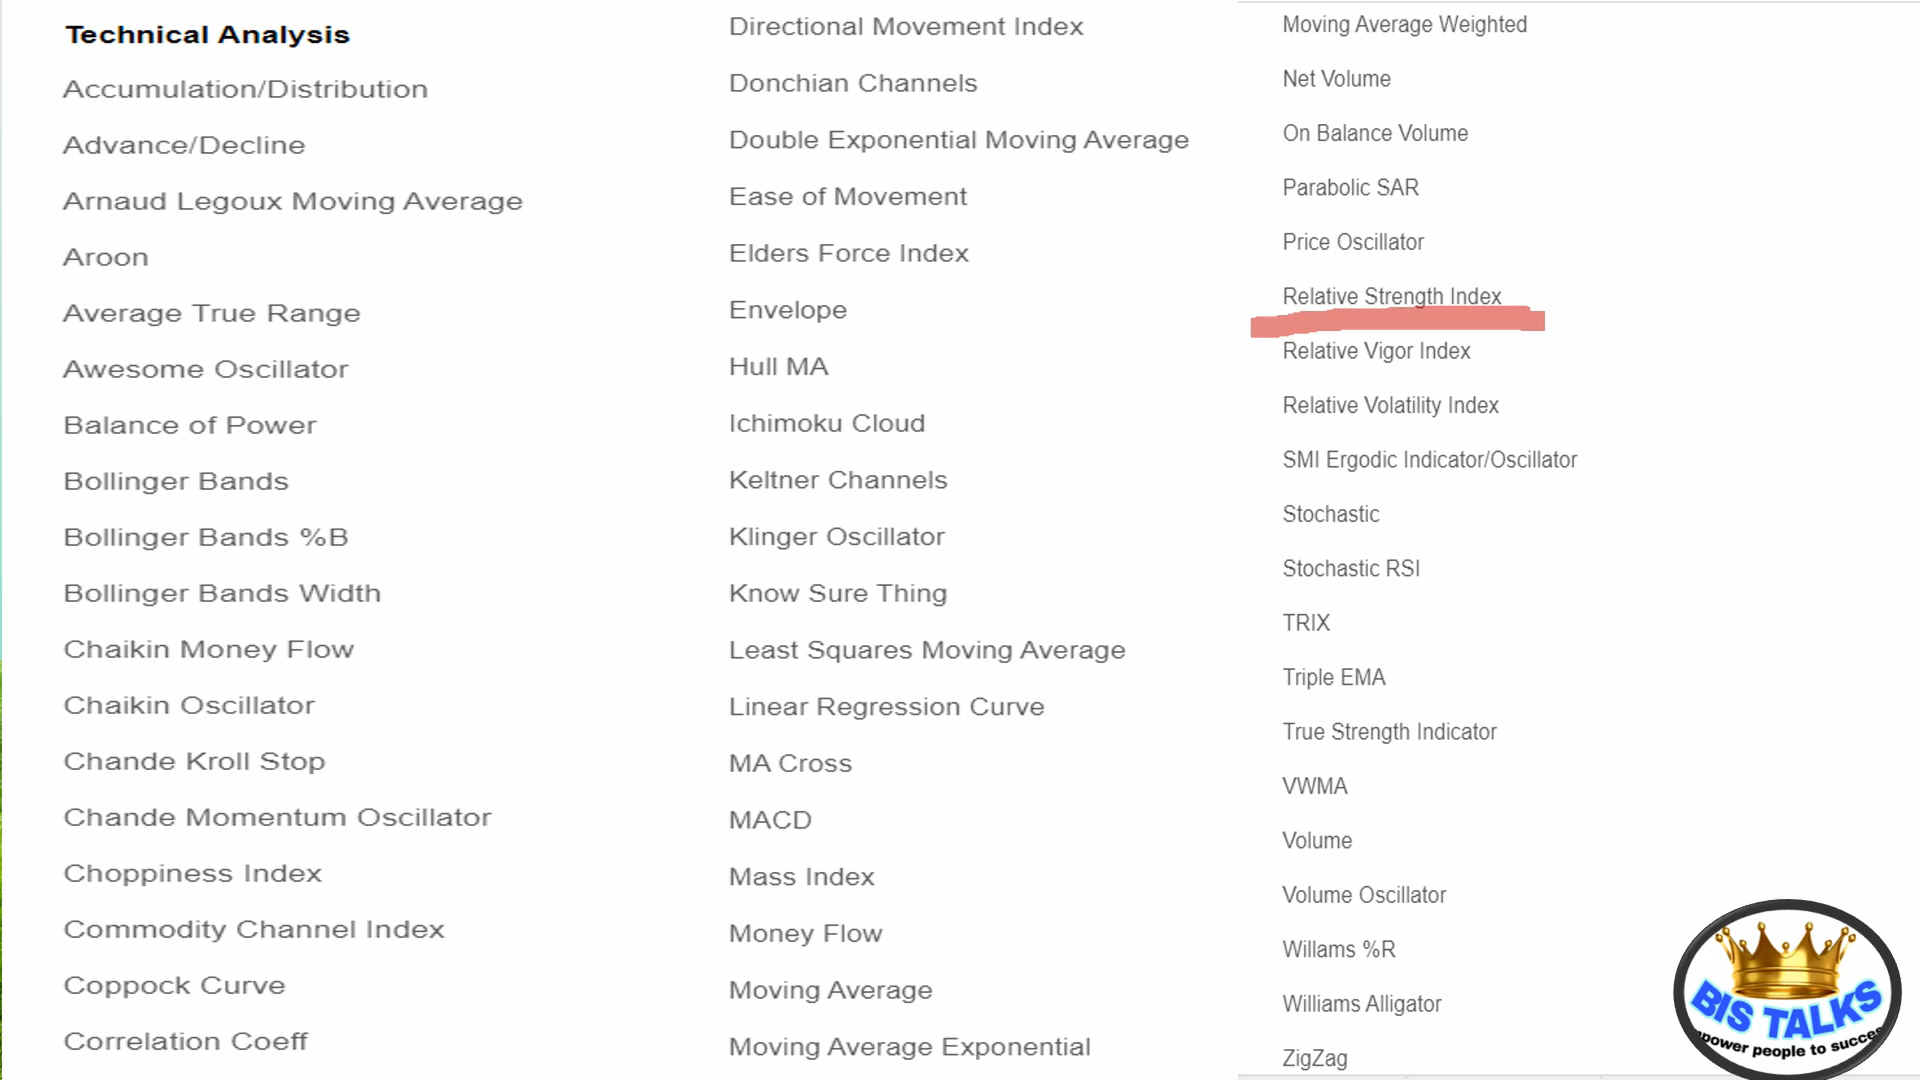 Technical Analysis
Accumulation/Distribution
Advance/Decline
Arnaud Legoux Moving Average
Aroon
Average True Range
Awesome Oscillator
Balance of Power
Bollinger Bands
Bollinger Bands %B
Bollinger Bands Width
Chaikin Money Flow
Chaikin Oscillator
Chande Kroll Stop
Chande Momentum Oscillator
Choppiness Index
Commodity Channel Index
Coppock Curve
Correlation Coeff
Directional Movement Index
Donchian Channels
Double Exponential Moving Average
Ease of Movement
Elders Force Index
Envelope
Hull MA
Ichimoku Cloud
Keltner Channels
Klinger Oscillator
Know Sure Thing
Least Squares Moving Average
Linear Regression Curve
MA Cross
MACD
Mass Index
Money Flow
Moving Average
Moving Average Exponential
Moving Average Weighted
Net Volume
On Balance Volume
Parabolic SAR
Price Oscillator
Relative Strength Index
Relative Vigor Index
Relative Volatility Index
SMI Ergodic Indicator/Oscillator
Stochastic
Stochastic RSI
TRIX
Triple EMA
True Strength Indicator
VWMA
Volume
Volume Oscillator
Willams %R
Williams Alligator
ZigZag
BIS TALKS
people to